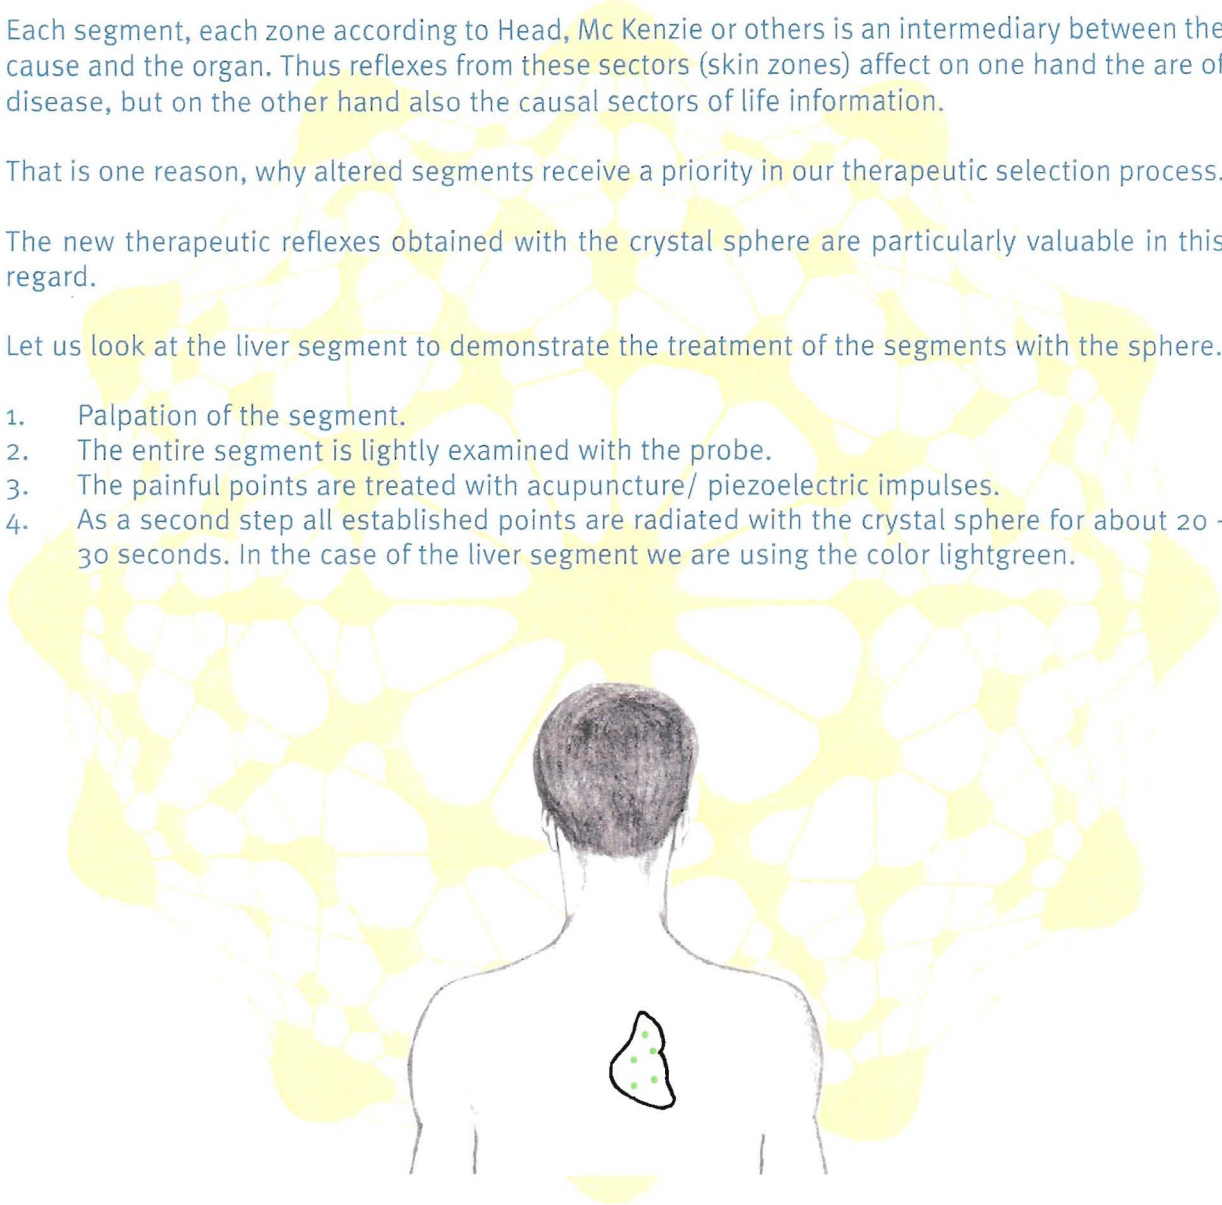 Each segment, each zone according to Head, Mc Kenzie or others is an intermediary between the
cause and the organ. Thus reflexes from these sectors (skin zones) affect on one hand the are of
disease, but on the other hand also the causal sectors of life information.
That is one reason, why altered segments receive a priority in our therapeutic selection process.
The new therapeutic reflexes obtained with the crystal sphere are particularly valuable in this
regard.
Let us look at the liver segment to demonstrate the treatment of the segments with the sphere.
1. Palpation of the segment.
2. The entire segment is lightly examined with the probe.
3. The painful points are treated with acupuncture/ piezoelectric impulses.
4. As a second step all established points are radiated with the crystal sphere for about 20 -
30 seconds. In the case of the liver segment we are using the color lightgreen.